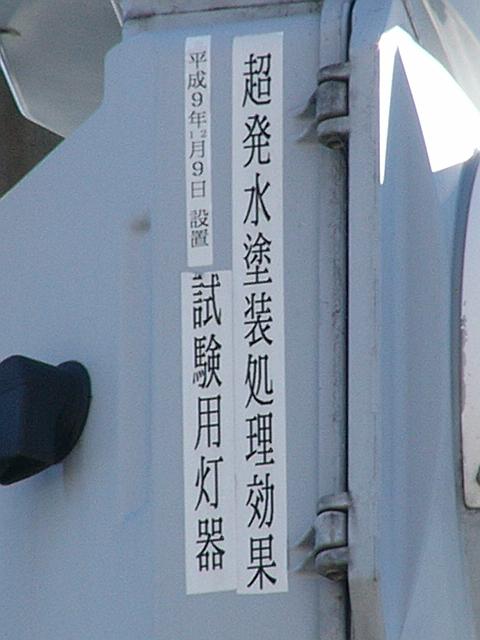 超発水塗装処理効果
試験用灯器
平成9年12月9日 設置